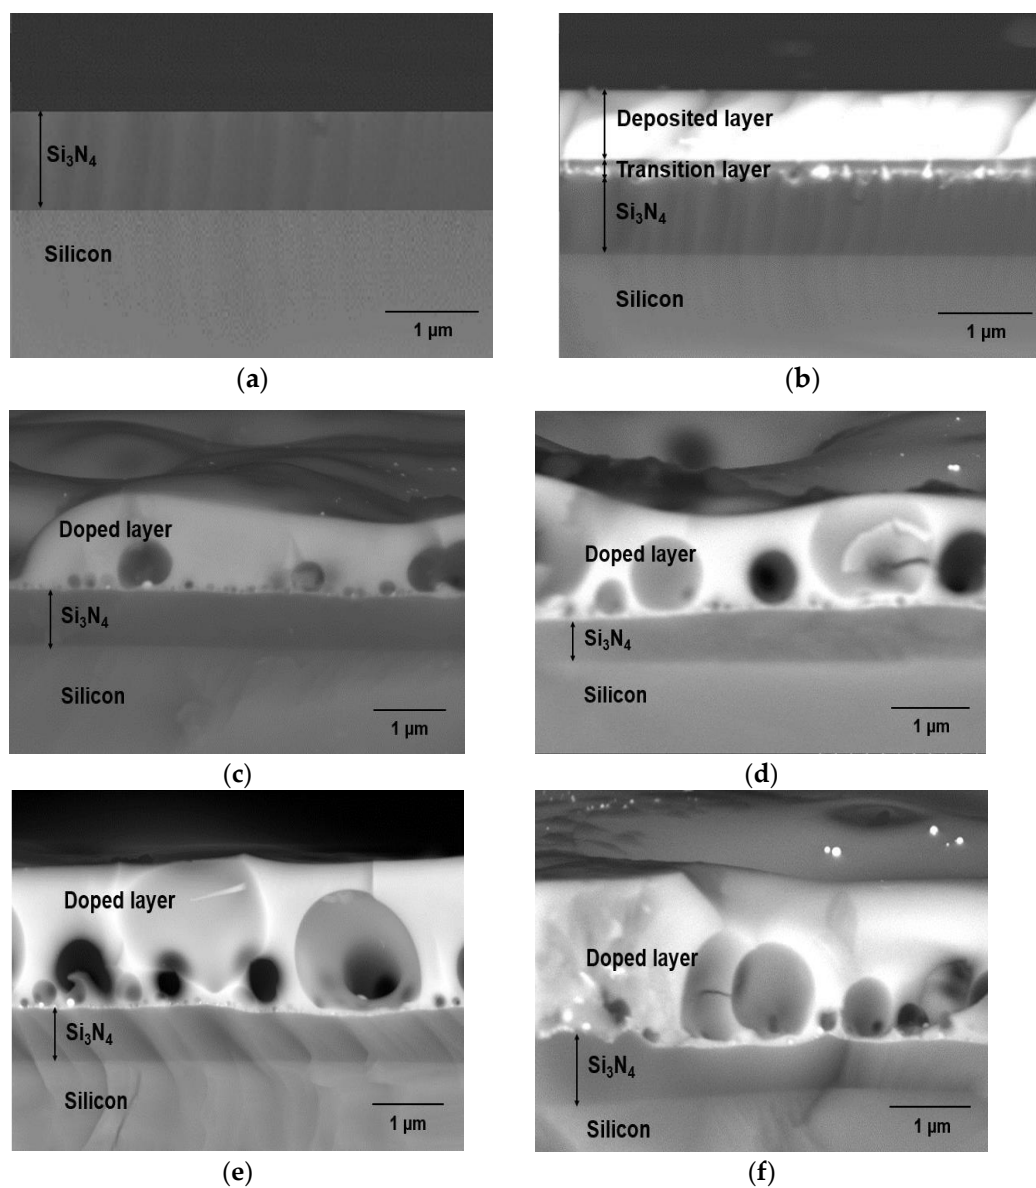 Si₃N₄
Silicon
1 µm
(a)
Deposited layer
Transition layer
Si₃N₄
Silicon
1 µm
(b)
Doped layer
Si₃N₄
Silicon
1 µm
(c)
Doped layer
Si₃N₄
Silicon
1 µm
(d)
Doped layer
Si₃N₄
Silicon
1 µm
(e)
Doped layer
Si₃N₄
Silicon
1 µm
(f)